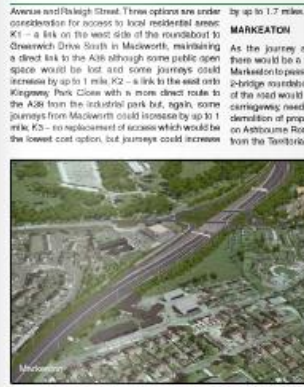 Avenue and Raleigh Street. Three options are under
consideration for access to local residential areas:
K1 – a link on the west side of the roundabout to
Greenwich Drive South in Mackworth, maintaining
a direct link to the A38 although some public open
space would be lost and some journeys could
increase by up to 1 mile, K2 – a link to the east onto
Kingsway Park Close with a more direct route to
the A38 from the industrial park but, again, some
journeys from Mackworth could increase by up to 1
mile, K3 – no replacement of access which would be
the lowest cost option, but journeys could increase
by up to 1.7 miles.
MARKEATON
As the journey
there would be a
Markeaton to pass
2-bridge roundab
of the road would
carriageway, need
demolition of prop
on Ashbourne Ro
from the Territoria
Mackworth